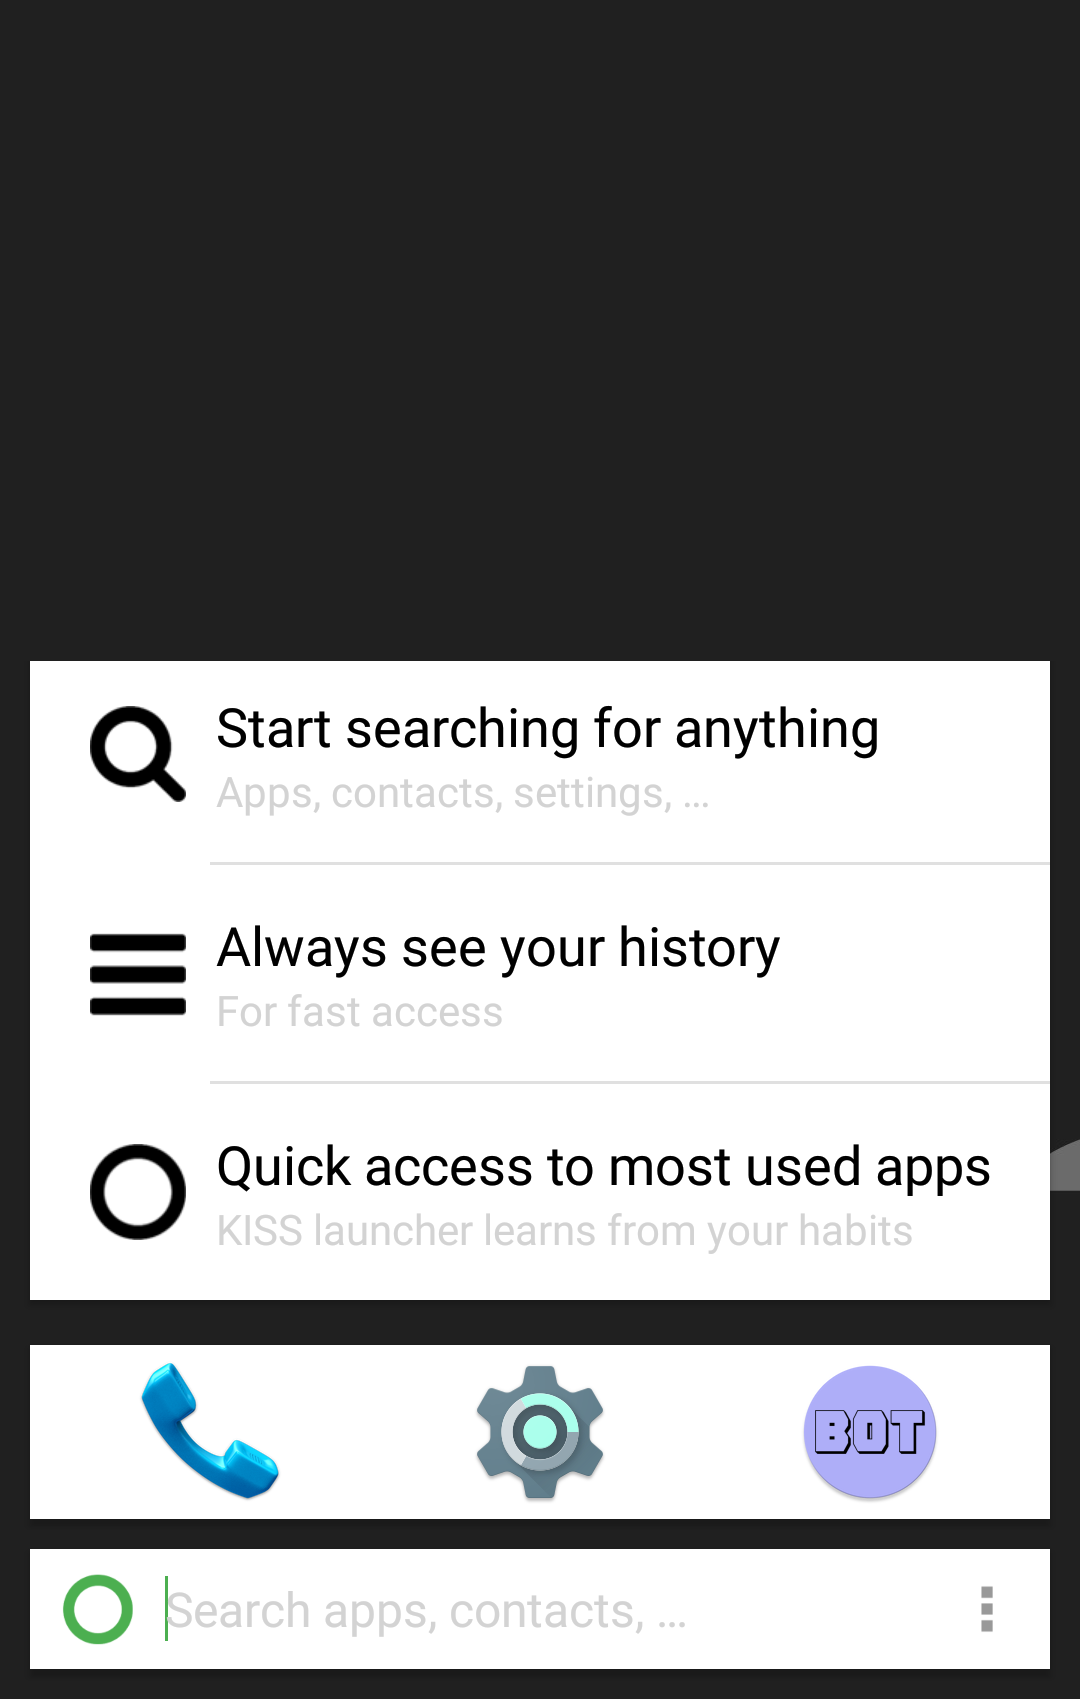 Start searching for anything
Apps, contacts, settings, …
Always see your history
For fast access
Quick access to most used apps
KISS launcher learns from your habits
BOT
Search apps, contacts, …